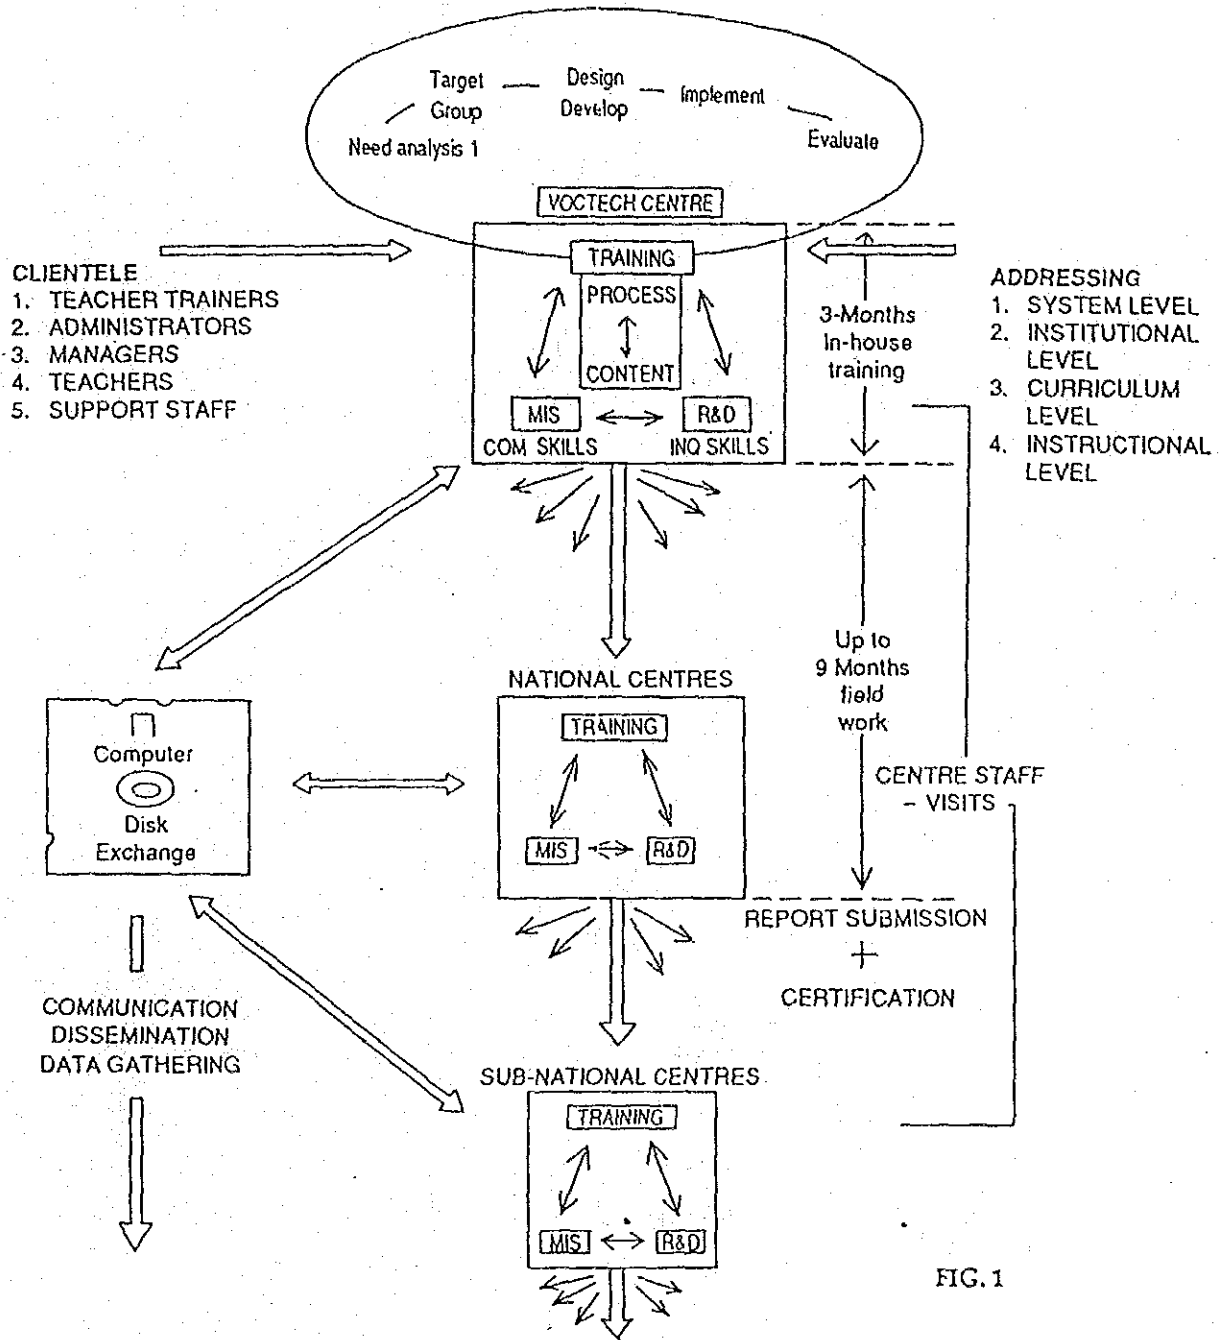 Target
Group
Design
Develop
Implement
Need analysis 1
Evaluate
VOCTECH CENTRE
TRAINING
PROCESS
CONTENT
MIS
R&D
COM SKILLS
INQ SKILLS
CLIENTELE
1. TEACHER TRAINERS
2. ADMINISTRATORS
3. MANAGERS
4. TEACHERS
5. SUPPORT STAFF
3-Months
In-house
training
ADDRESSING
1. SYSTEM LEVEL
2. INSTITUTIONAL
LEVEL
3. CURRICULUM
LEVEL
4. INSTRUCTIONAL
LEVEL
Up to
9 Months
field
work
NATIONAL CENTRES
TRAINING
MIS
R&D
Computer
Disk
Exchange
CENTRE STAFF
- VISITS
REPORT SUBMISSION
+
CERTIFICATION
COMMUNICATION
DISSEMINATION
DATA GATHERING
SUB-NATIONAL CENTRES
TRAINING
MIS
R&D
FIG. 1